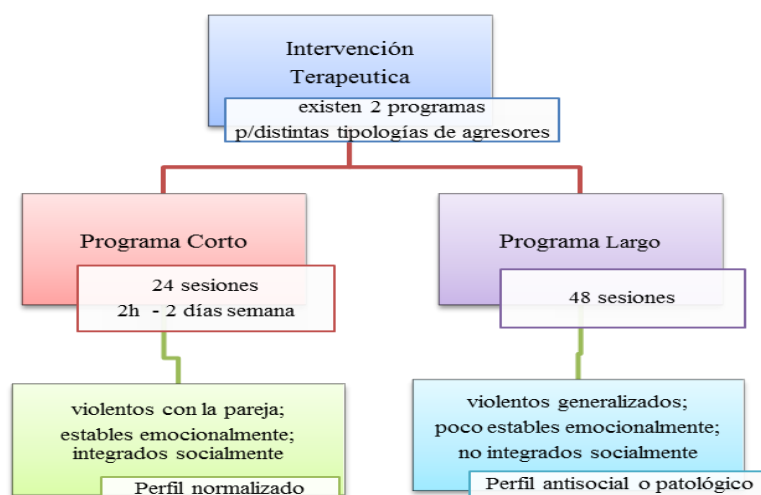 Intervención
Terapeutica
existen 2 programas
p/distintas tipologías de agresores
Programa Corto
24 sesiones
2h - 2 días semana
Programa Largo
48 sesiones
violentos con la pareja;
estables emocionalmente;
integrados socialmente
Perfil normalizado
violentos generalizados;
poco estables emocionalmente;
no integrados socialmente
Perfil antisocial o patológico